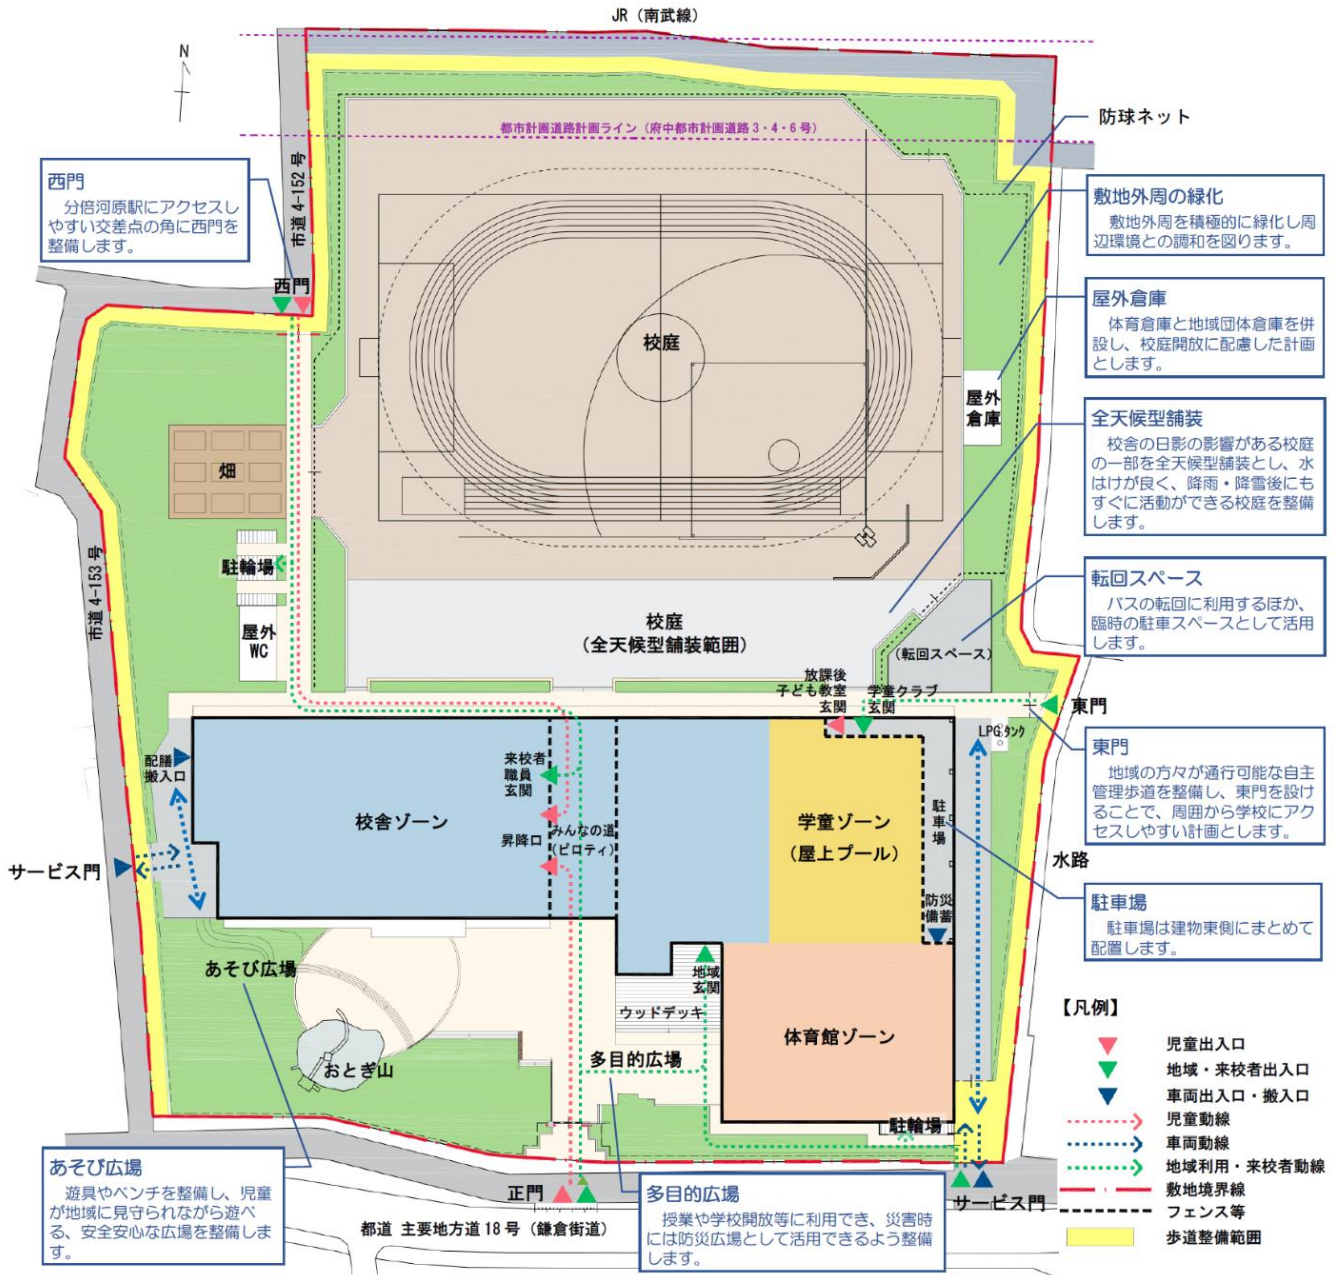 JR（南武線）
N
都市計画道路計画ライン（府中都市計画道路3・4・6号）
防球ネット
市道4-152号
西門
分倍河原駅にアクセスし
やすい交差点の角に西門を
整備します。
西門
敷地外周の緑化
敷地外周を積極的に緑化し周
辺環境との調和を図ります。
屋外倉庫
体育倉庫と地域団体倉庫を併
設し、校庭開放に配慮した計画
とします。
校庭
屋外
倉庫
全天候型舗装
校舎の日影の影響がある校庭
の一部を全天候型舗装とし、水
はけが良く、降雨・降雪後にも
すぐに活動ができる校庭を整備
します。
畑
駐輪場
市道4-153号
屋外
WC
校庭
（全天候型舗装範囲）
（転回スペース）
転回スペース
バスの転回に利用するほか、
臨時の駐車スペースとして活用
します。
放課後
子ども教室
玄関
学童クラブ
玄関
東門
LPGタンク
東門
地域の方々が通行可能な自主
管理歩道を整備し、東門を設け
ることで、周囲から学校にアク
セスしやすい計画とします。
配膳
搬入口
来校者
職員
玄関
校舎ゾーン
昇降口
みんなの道
（ピロティ）
学童ゾーン
（屋上プール）
駐車場
水路
サービス門
防災
備蓄
駐車場
駐車場は建物東側にまとめて
配置します。
あそび広場
地域
玄関
ウッドデッキ
体育館ゾーン
多目的広場
おとぎ山
駐輪場
【凡例】
児童出入口
地域・来校者出入口
車両出入口・搬入口
児童動線
車両動線
地域利用・来校者動線
敷地境界線
フェンス等
歩道整備範囲
あそび広場
遊具やベンチを整備し、児童
が地域に見守られながら遊べ
る、安全安心な広場を整備しま
す。
正門
都道 主要地方道18号（鎌倉街道）
多目的広場
授業や学校開放等に利用でき、災害時
には防災広場として活用できるよう整備
します。
サービス門